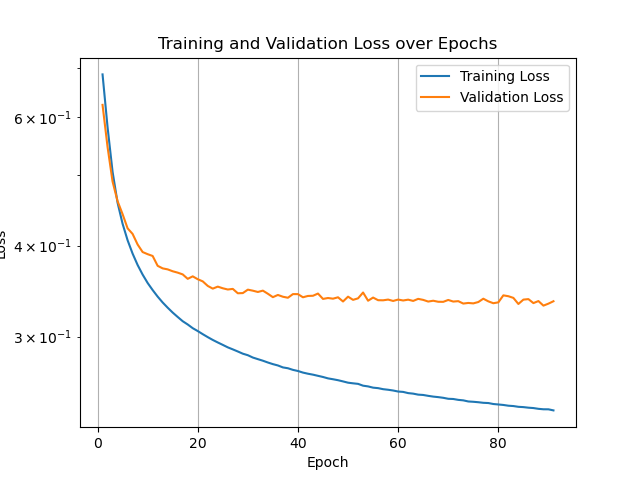 Training and Validation Loss over Epochs
Training Loss
Validation Loss
6 × 10⁻¹
4 × 10⁻¹
3 × 10⁻¹
Loss
0 20 40 60 80
Epoch